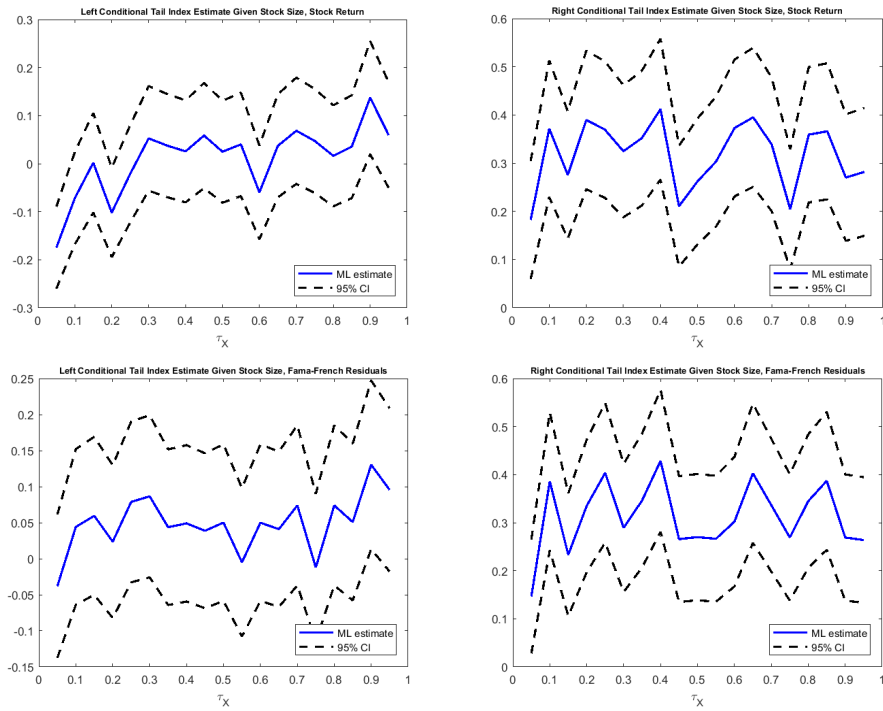 Left Conditional Tail Index Estimate Given Stock Size, Stock Return
0.3
0.2
0.1
0
-0.1
-0.2
-0.3
0 0.1 0.2 0.3 0.4 0.5 0.6 0.7 0.8 0.9 1
τX
ML estimate
95% CI
Right Conditional Tail Index Estimate Given Stock Size, Stock Return
0.6
0.5
0.4
0.3
0.2
0.1
0
0 0.1 0.2 0.3 0.4 0.5 0.6 0.7 0.8 0.9 1
τX
ML estimate
95% CI
Left Conditional Tail Index Estimate Given Stock Size, Fama-French Residuals
0.25
0.2
0.15
0.1
0.05
0
-0.05
-0.1
-0.15
0 0.1 0.2 0.3 0.4 0.5 0.6 0.7 0.8 0.9 1
τX
ML estimate
95% CI
Right Conditional Tail Index Estimate Given Stock Size, Fama-French Residuals
0.6
0.5
0.4
0.3
0.2
0.1
0
0 0.1 0.2 0.3 0.4 0.5 0.6 0.7 0.8 0.9 1
τX
ML estimate
95% CI